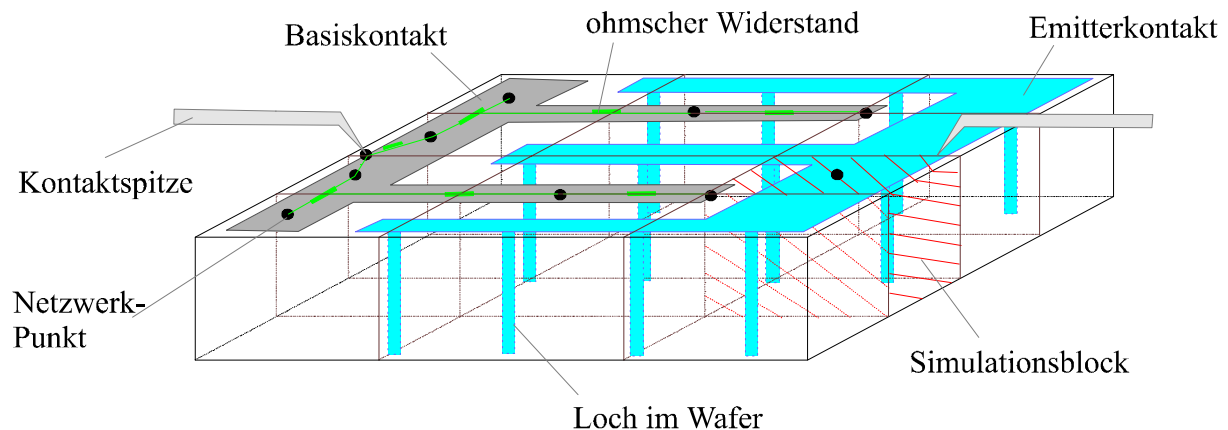 ohmscher Widerstand
Emitterkontakt
Basiskontakt
Kontaktspitze
Netzwerk-
Punkt
Simulationsblock
Loch im Wafer